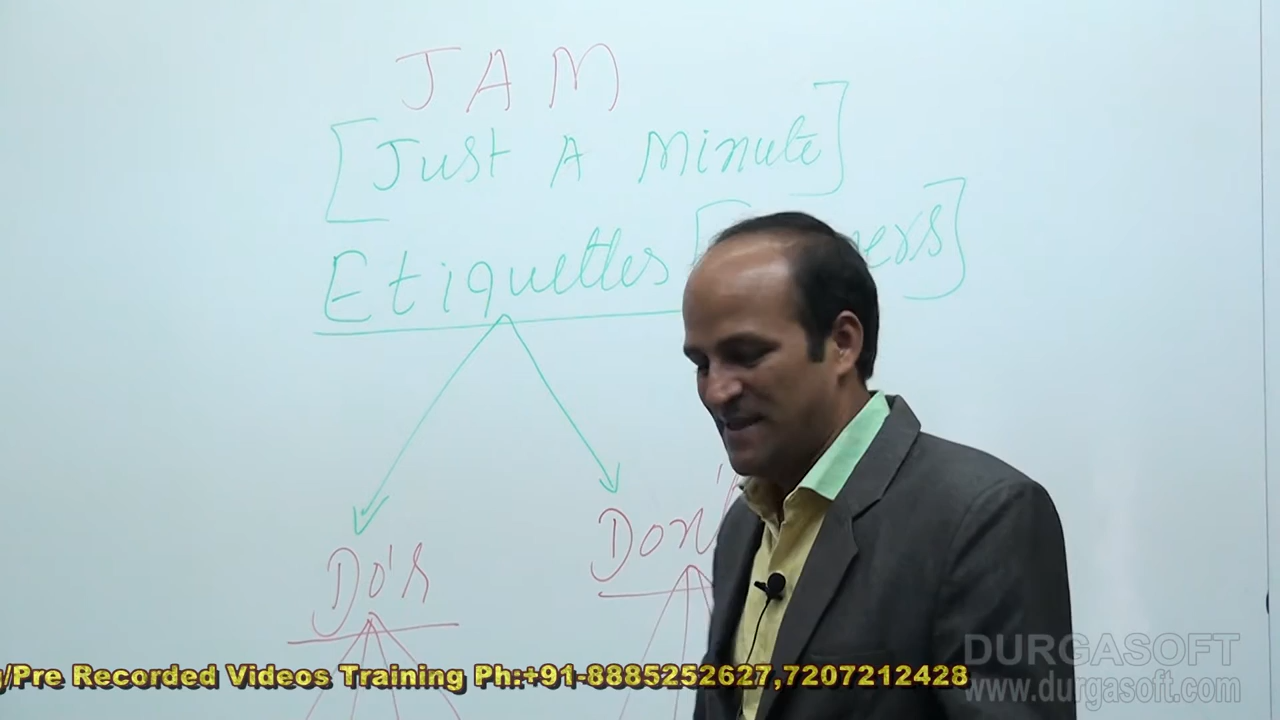 JAM
[Just A Minute]
Etiquettes [
Do's
Don'
g/Pre Recorded Videos Training Ph:+91-8885252627,7207212428
DURGASOFT
www.durgasoft.com